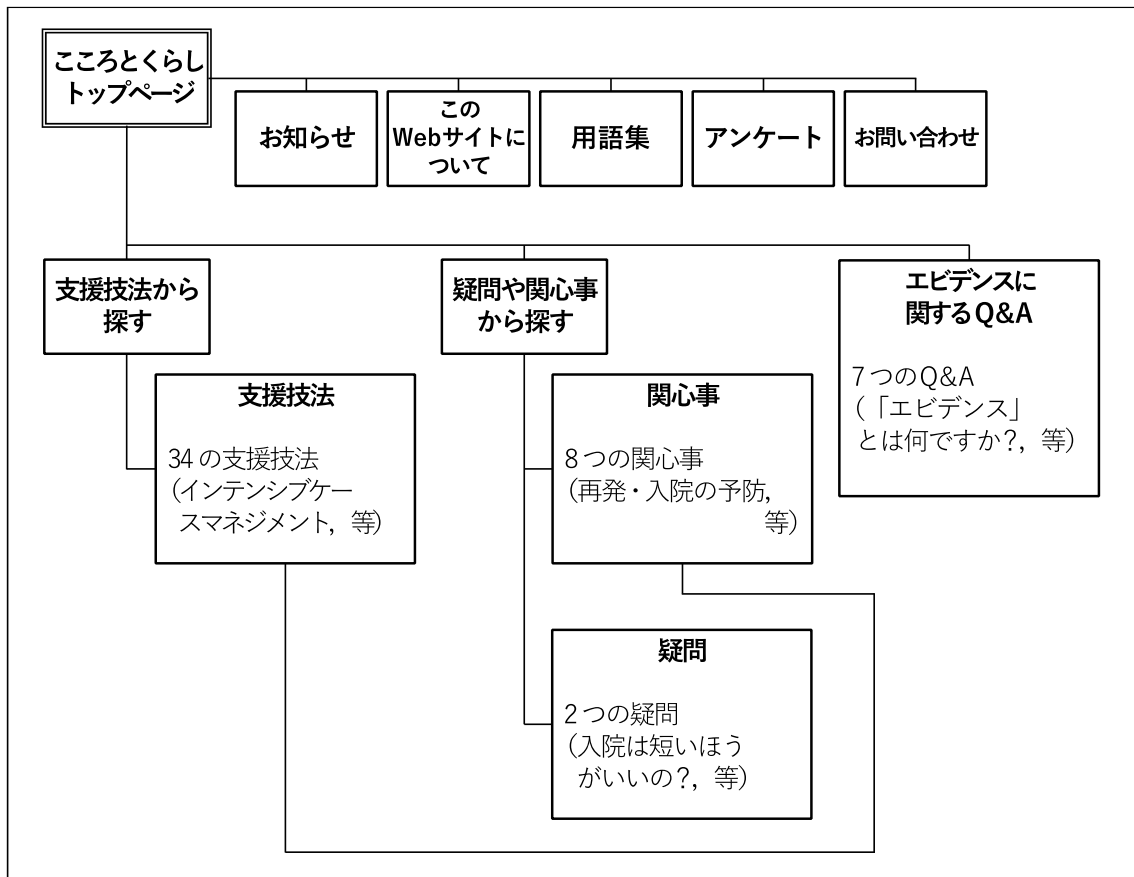 こころとくらし
トップページ
お知らせ
この
Webサイトに
ついて
用語集
アンケート
お問い合わせ
支援技法から
探す
疑問や関心事
から探す
エビデンスに
関するQ&A
7つのQ&A
（「エビデンス」
とは何ですか？，等）
支援技法
34の支援技法
（インテンシブケー
スマネジメント，等）
関心事
8つの関心事
（再発・入院の予防，
等）
疑問
2つの疑問
（入院は短いほう
がいいの？，等）